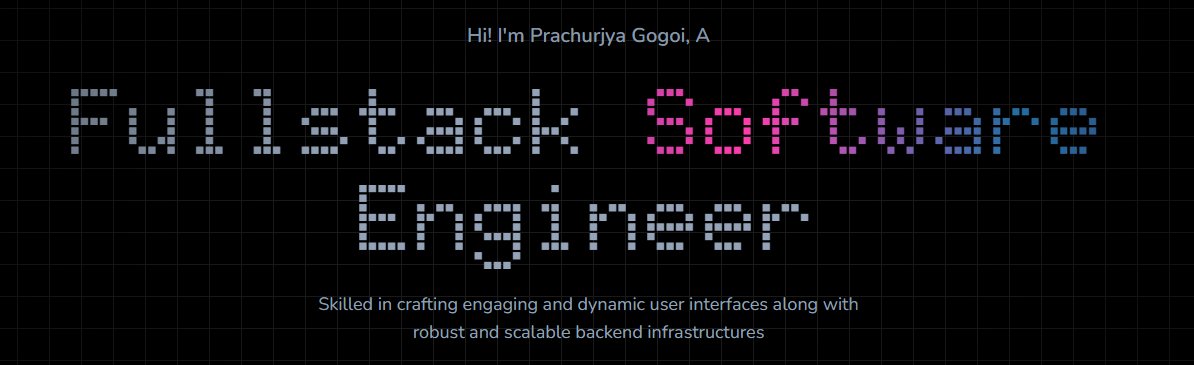 Hi! I'm Prachurjya Gogoi, A
Fullstack Software
Engineer
Skilled in crafting engaging and dynamic user interfaces along with
robust and scalable backend infrastructures